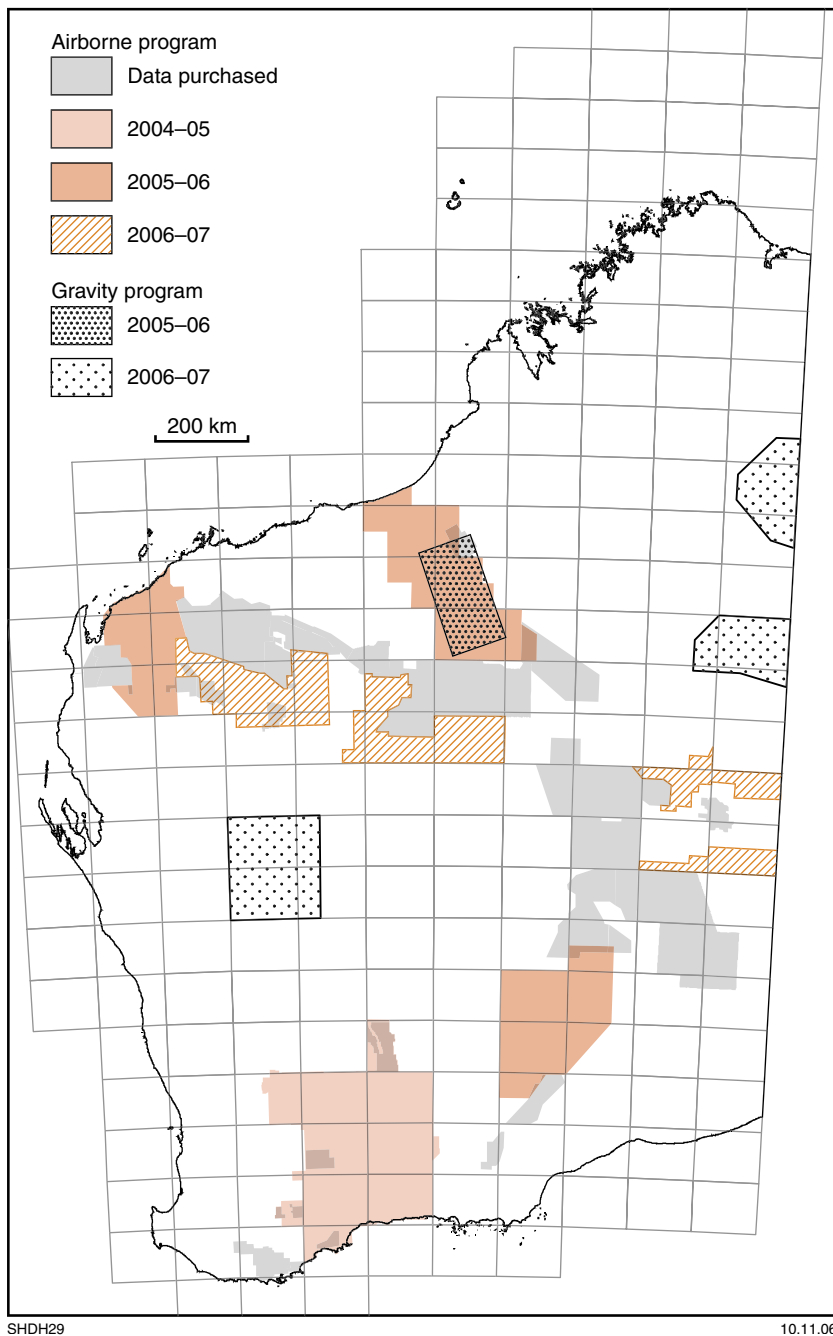 Airborne program
Data purchased
2004–05
2005–06
2006–07
Gravity program
2005–06
2006–07
200 km
SHDH29
10.11.06